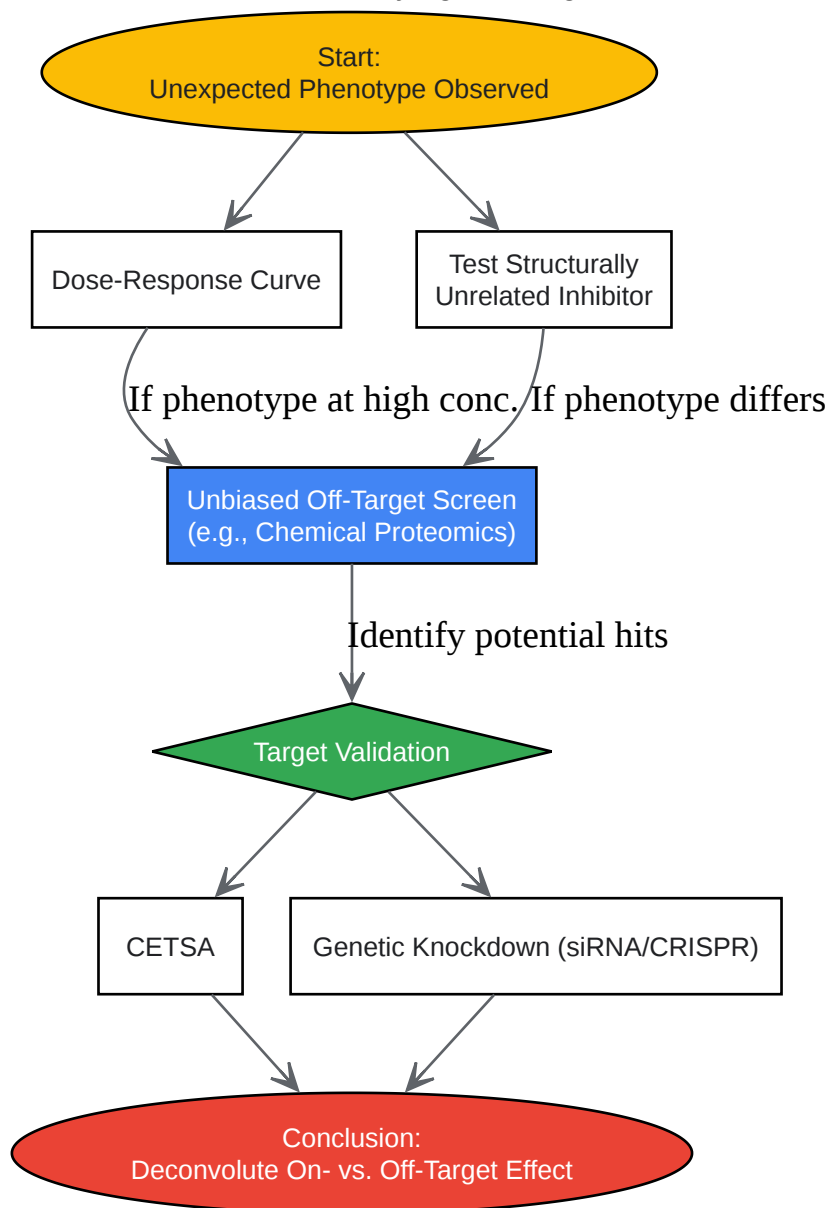 Start:
Unexpected Phenotype Observed
Dose-Response Curve
Test Structurally
Unrelated Inhibitor
If phenotype at high conc.
If phenotype differs
Unbiased Off-Target Screen
(e.g., Chemical Proteomics)
Identify potential hits
Target Validation
CETSA
Genetic Knockdown (siRNA/CRISPR)
Conclusion:
Deconvolute On- vs. Off-Target Effect